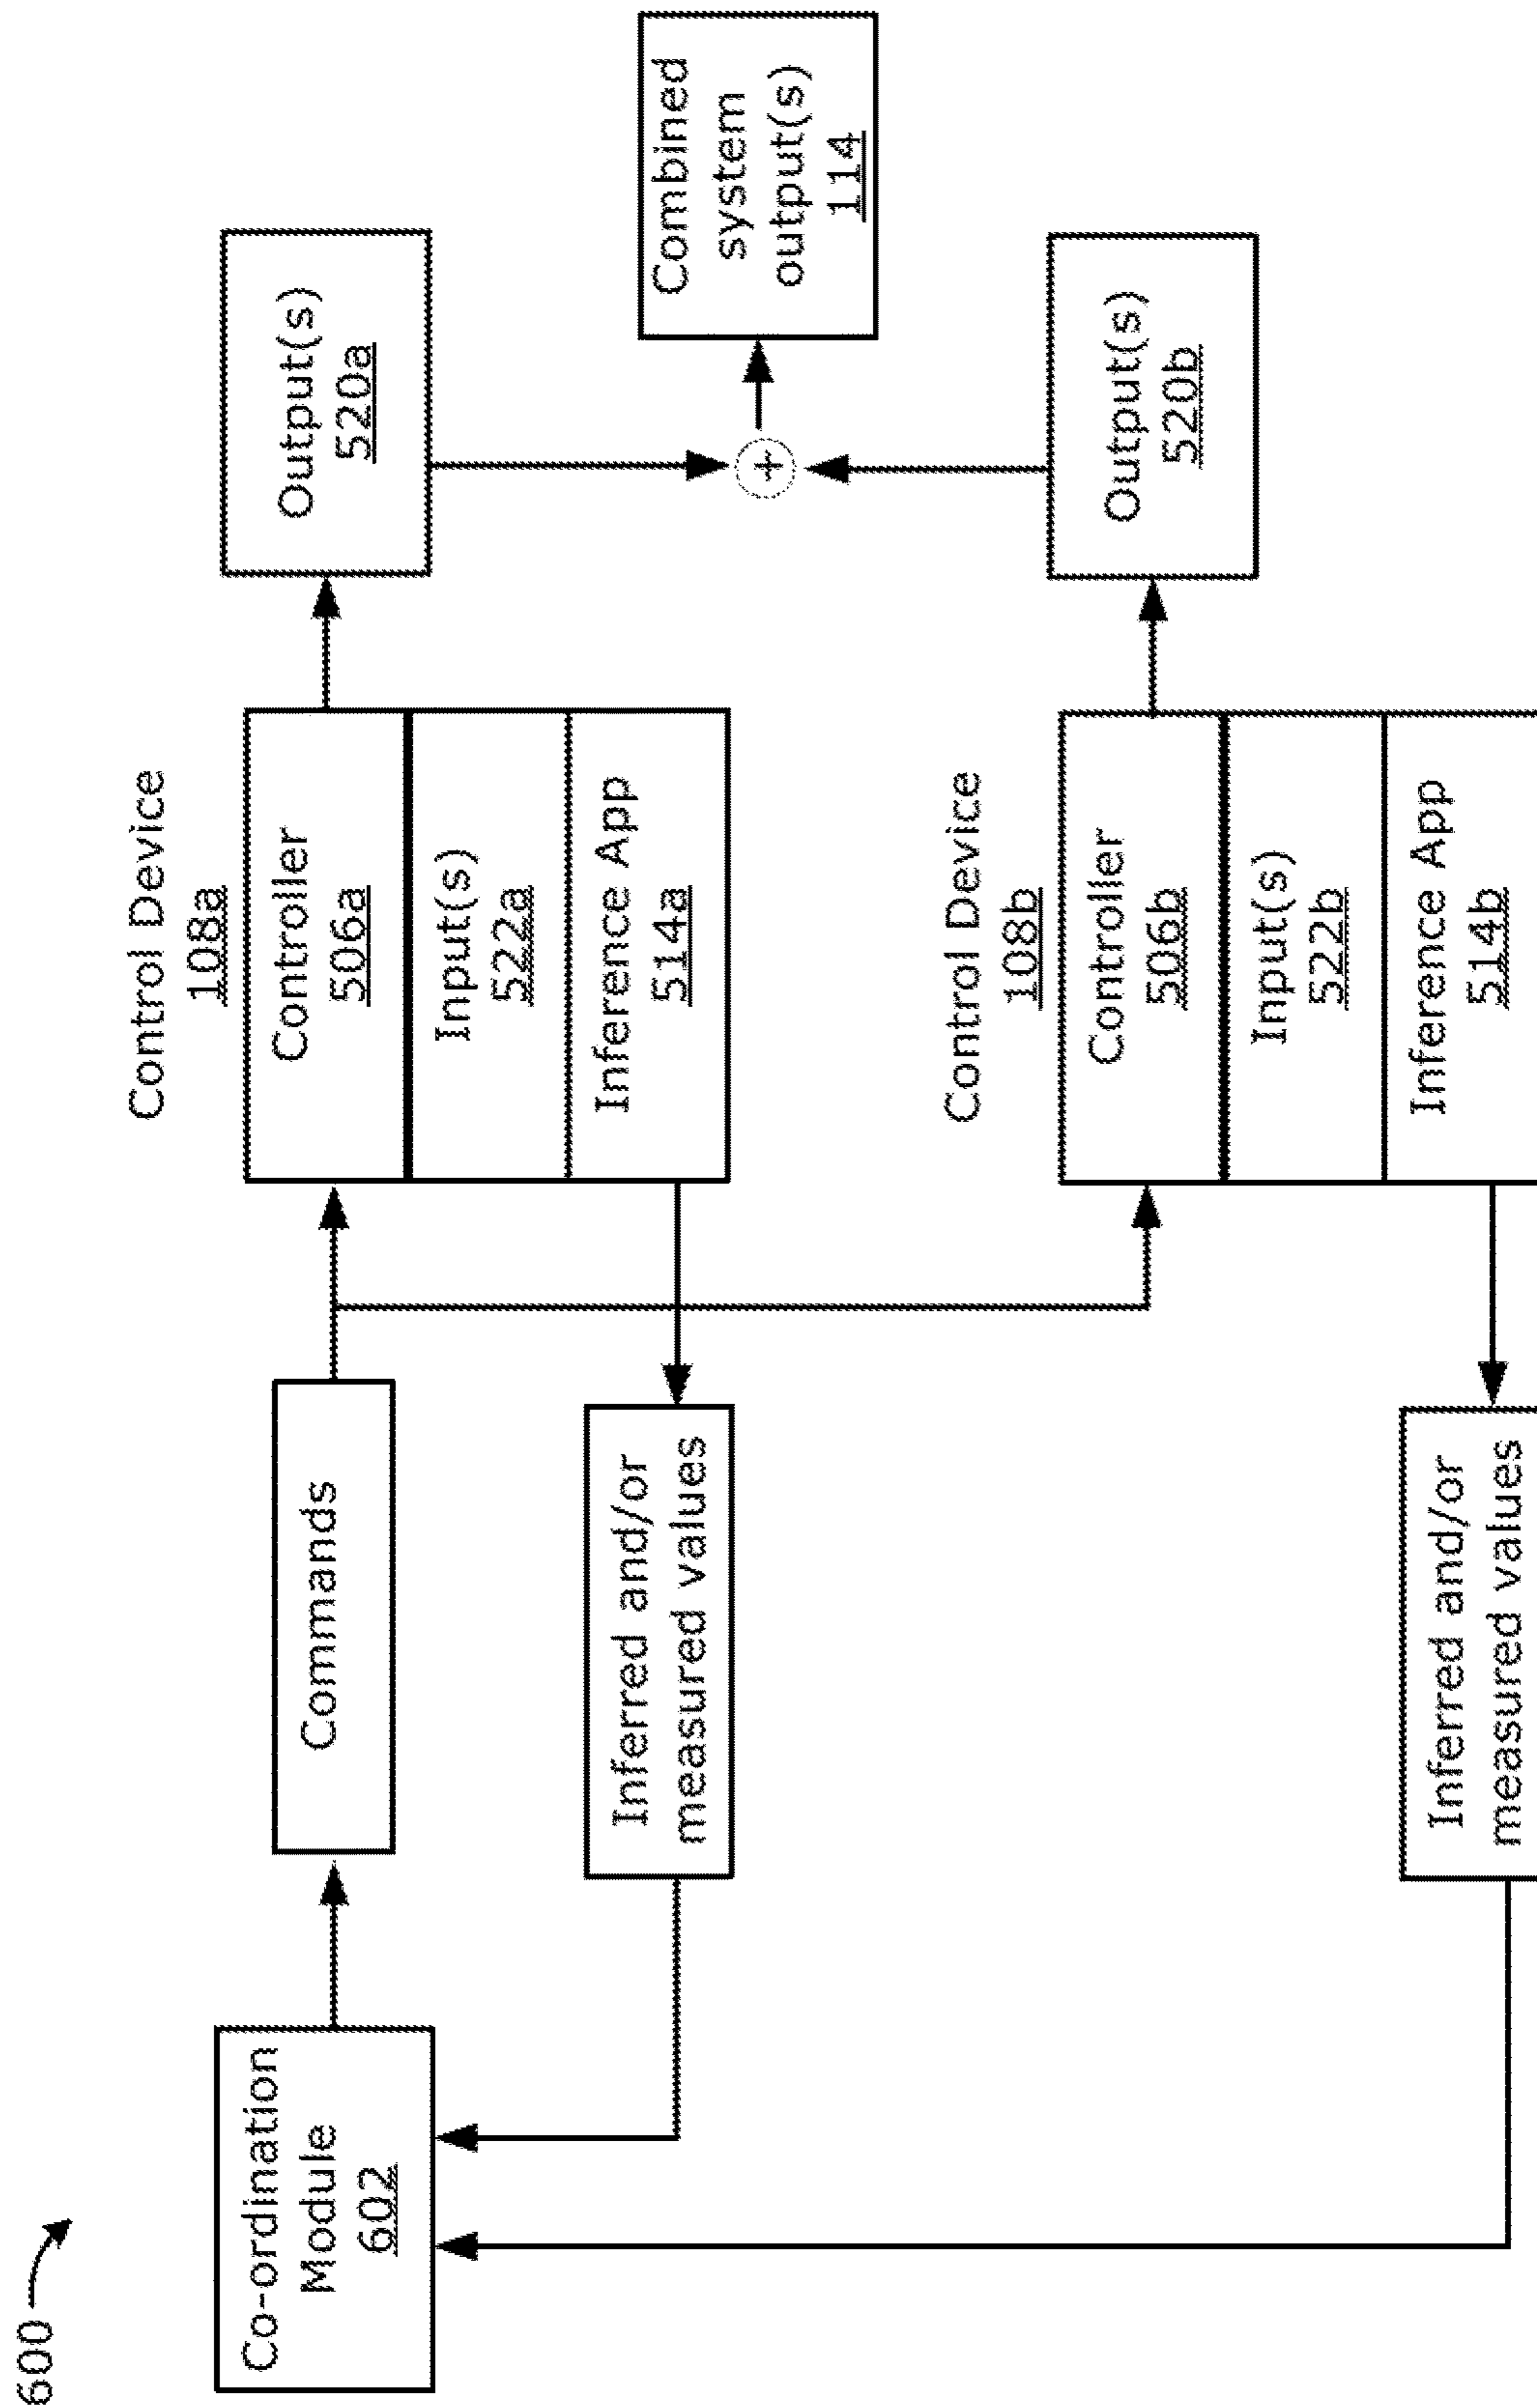 600
Co-ordination
Module
602
Commands
Inferred and/or
measured values
Control Device
108a
Controller
506a
Input(s)
522a
Inference App
514a
Output(s)
520a
+
Combined
system
output(s)
114
Inferred and/or
measured values
Control Device
108b
Controller
506b
Input(s)
522b
Inference App
514b
Output(s)
520b